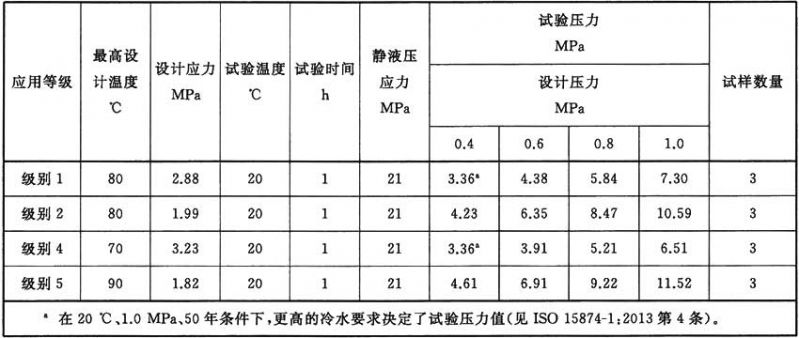 应用等级 最高设计温度 ℃ 设计应力 MPa 试验温度 ℃ 试验时间 h 静液压应力 MPa 试验压力 MPa 试样数量
设计压力 MPa
0.4 0.6 0.8 1.0
级别 1 80 2.88 20 1 21 3.36ᵃ 4.38 5.84 7.30 3
级别 2 80 1.99 20 1 21 4.23 6.35 8.47 10.59 3
级别 4 70 3.23 20 1 21 3.36ᵃ 3.91 5.21 6.51 3
级别 5 90 1.82 20 1 21 4.61 6.91 9.22 11.52 3
ᵃ 在 20 ℃、1.0 MPa、50 年条件下,更高的冷水要求决定了试验压力值(见 ISO 15874-1:2013 第 4 条)。